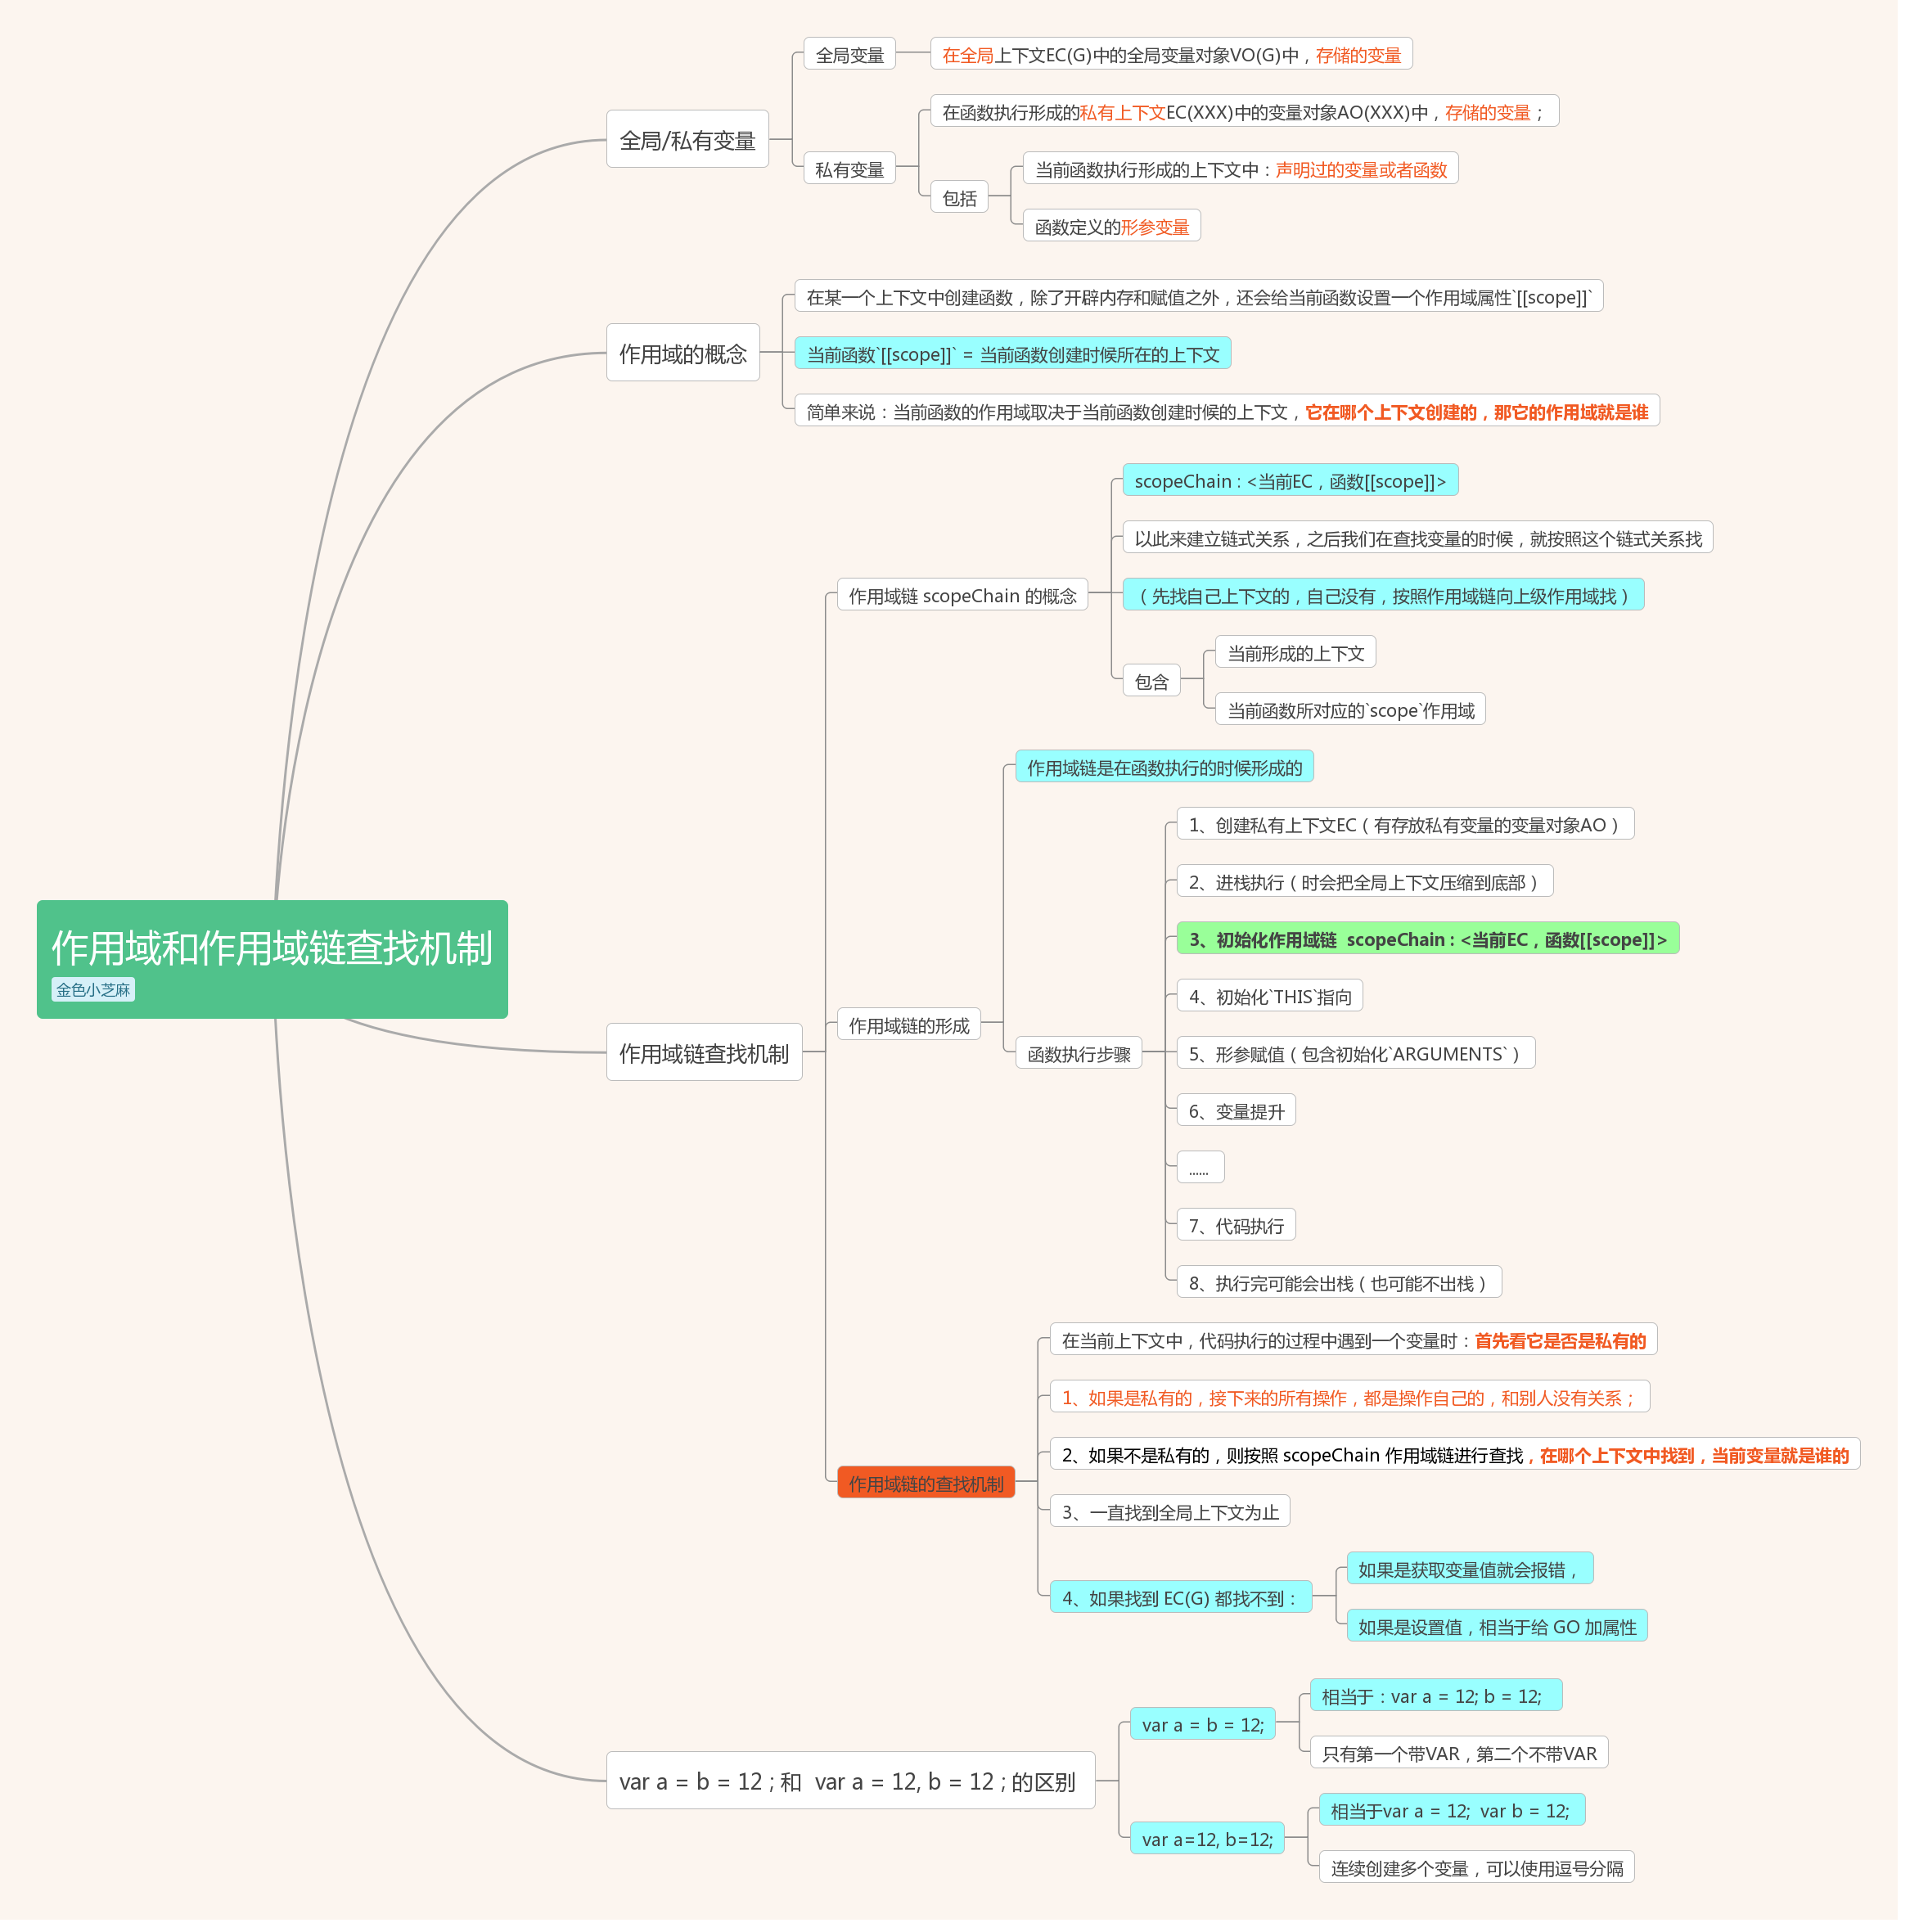 作用域和作用域链查找机制
金色小芝麻
全局/私有变量
全局变量
在全局上下文EC(G)中的全局变量对象VO(G)中，存储的变量
私有变量
在函数执行形成的私有上下文EC(XXX)中的变量对象AO(XXX)中，存储的变量；
包括
当前函数执行形成的上下文中：声明过的变量或者函数
函数定义的形参变量
作用域的概念
在某一个上下文中创建函数，除了开辟内存和赋值之外，还会给当前函数设置一个作用域属性`[[scope]]`
当前函数`[[scope]]` = 当前函数创建时候所在的上下文
简单来说：当前函数的作用域取决于当前函数创建时候的上下文，它在哪个上下文创建的，那它的作用域就是谁
作用域链查找机制
作用域链 scopeChain 的概念
scopeChain : <当前EC，函数[[scope]]>
以此来建立链式关系，之后我们在查找变量的时候，就按照这个链式关系找
（先找自己上下文的，自己没有，按照作用域链向上级作用域找）
包含
当前形成的上下文
当前函数所对应的`scope`作用域
作用域链的形成
作用域链是在函数执行的时候形成的
函数执行步骤
1、创建私有上下文EC（有存放私有变量的变量对象AO）
2、进栈执行（时会把全局上下文压缩到底部）
3、初始化作用域链  scopeChain : <当前EC，函数[[scope]]>
4、初始化`THIS`指向
5、形参赋值（包含初始化`ARGUMENTS`）
6、变量提升
......
7、代码执行
8、执行完可能会出栈（也可能不出栈）
作用域链的查找机制
在当前上下文中，代码执行的过程中遇到一个变量时：首先看它是否是私有的
1、如果是私有的，接下来的所有操作，都是操作自己的，和别人没有关系；
2、如果不是私有的，则按照 scopeChain 作用域链进行查找，在哪个上下文中找到，当前变量就是谁的
3、一直找到全局上下文为止
4、如果找到 EC(G) 都找不到：
如果是获取变量值就会报错，
如果是设置值，相当于给 GO 加属性
var a = b = 12 ; 和  var a = 12, b = 12 ; 的区别
var a = b = 12;
相当于：var a = 12; b = 12;
只有第一个带VAR，第二个不带VAR
var a=12, b=12;
相当于var a = 12;  var b = 12;
连续创建多个变量，可以使用逗号分隔